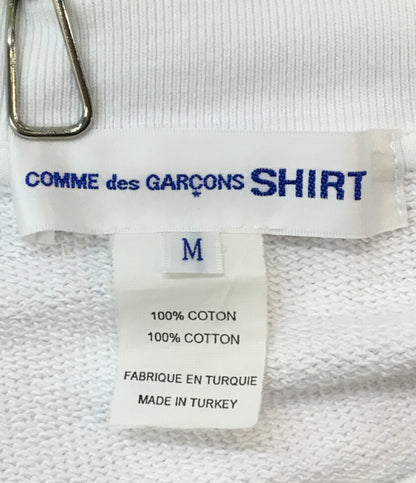 COMME des GARÇONS SHIRT
M
100% COTON
100% COTTON
FABRIQUE EN TURQUIE
MADE IN TURKEY